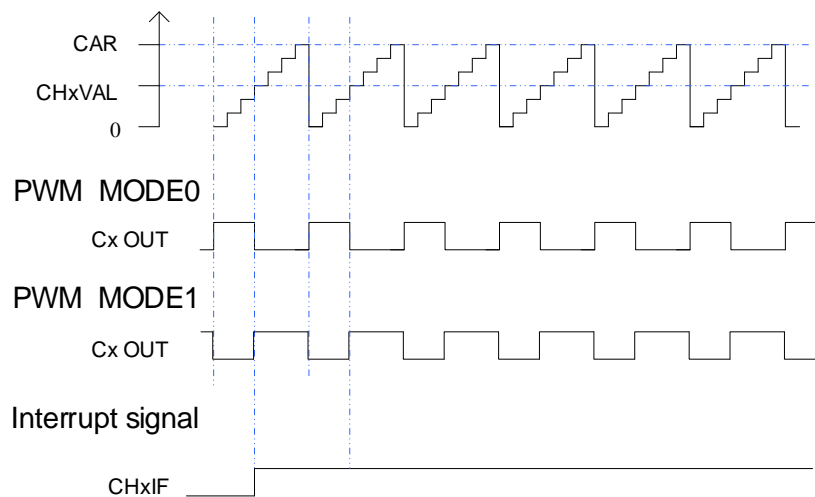 CAR
CHxVAL
0
PWM MODE0
Cx OUT
PWM MODE1
Cx OUT
Interrupt signal
CHxIF